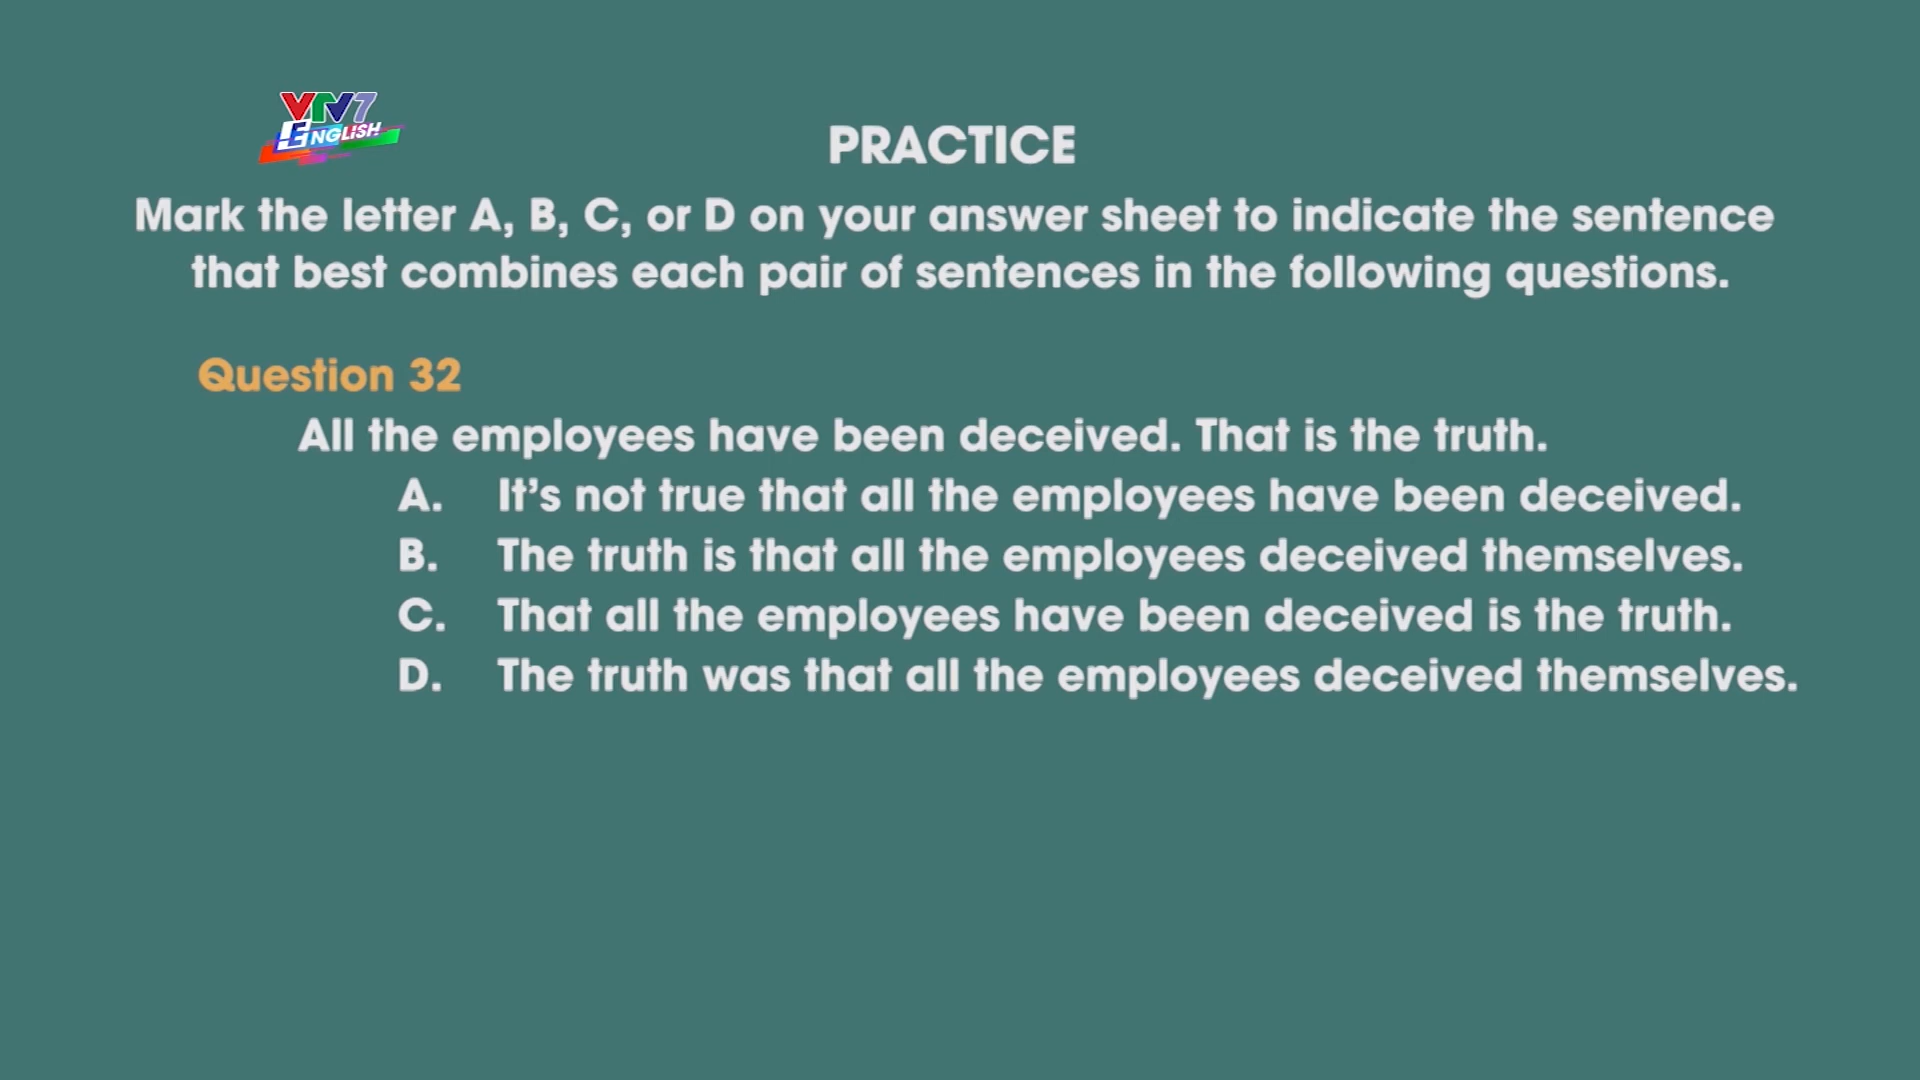 VTV7
ENGLISH
PRACTICE
Mark the letter A, B, C, or D on your answer sheet to indicate the sentence
that best combines each pair of sentences in the following questions.
Question 32
All the employees have been deceived. That is the truth.
A. It’s not true that all the employees have been deceived.
B. The truth is that all the employees deceived themselves.
C. That all the employees have been deceived is the truth.
D. The truth was that all the employees deceived themselves.